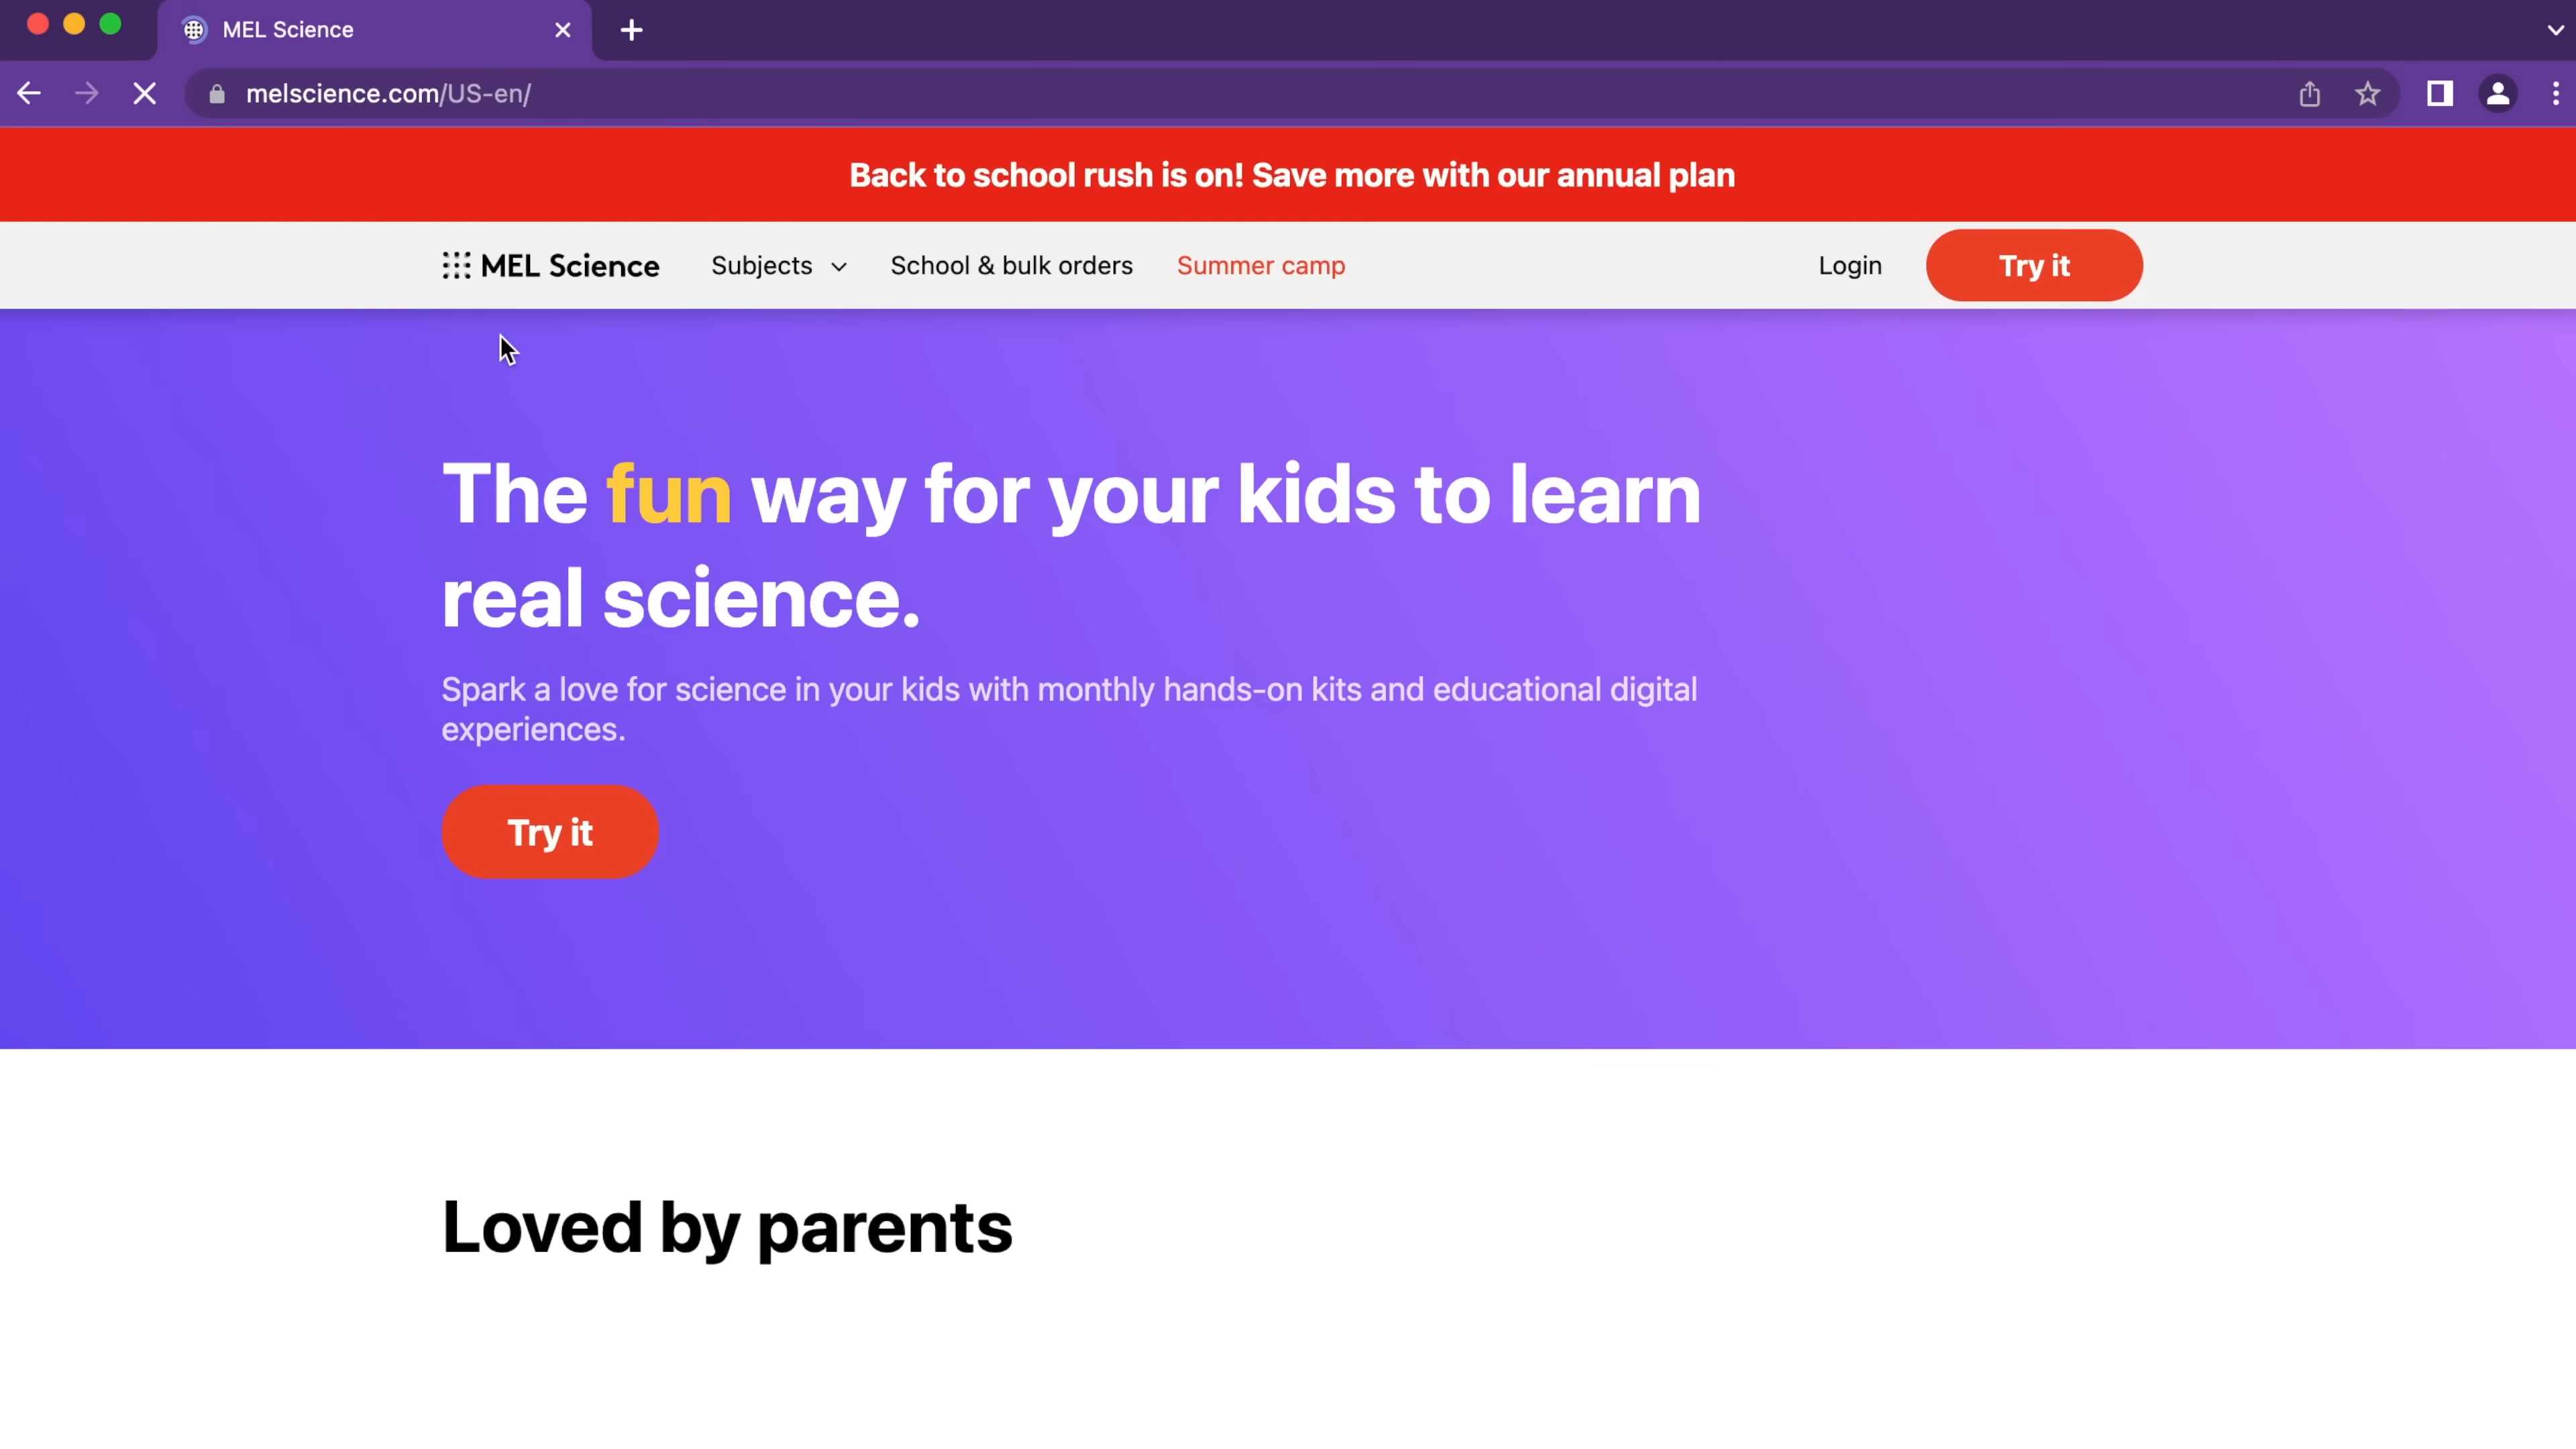 MEL Science
melscience.com/US-en/
Back to school rush is on! Save more with our annual plan
MEL Science
Subjects
School & bulk orders
Summer camp
Login
Try it
The fun way for your kids to learn
real science.
Spark a love for science in your kids with monthly hands-on kits and educational digital
experiences.
Try it
Loved by parents